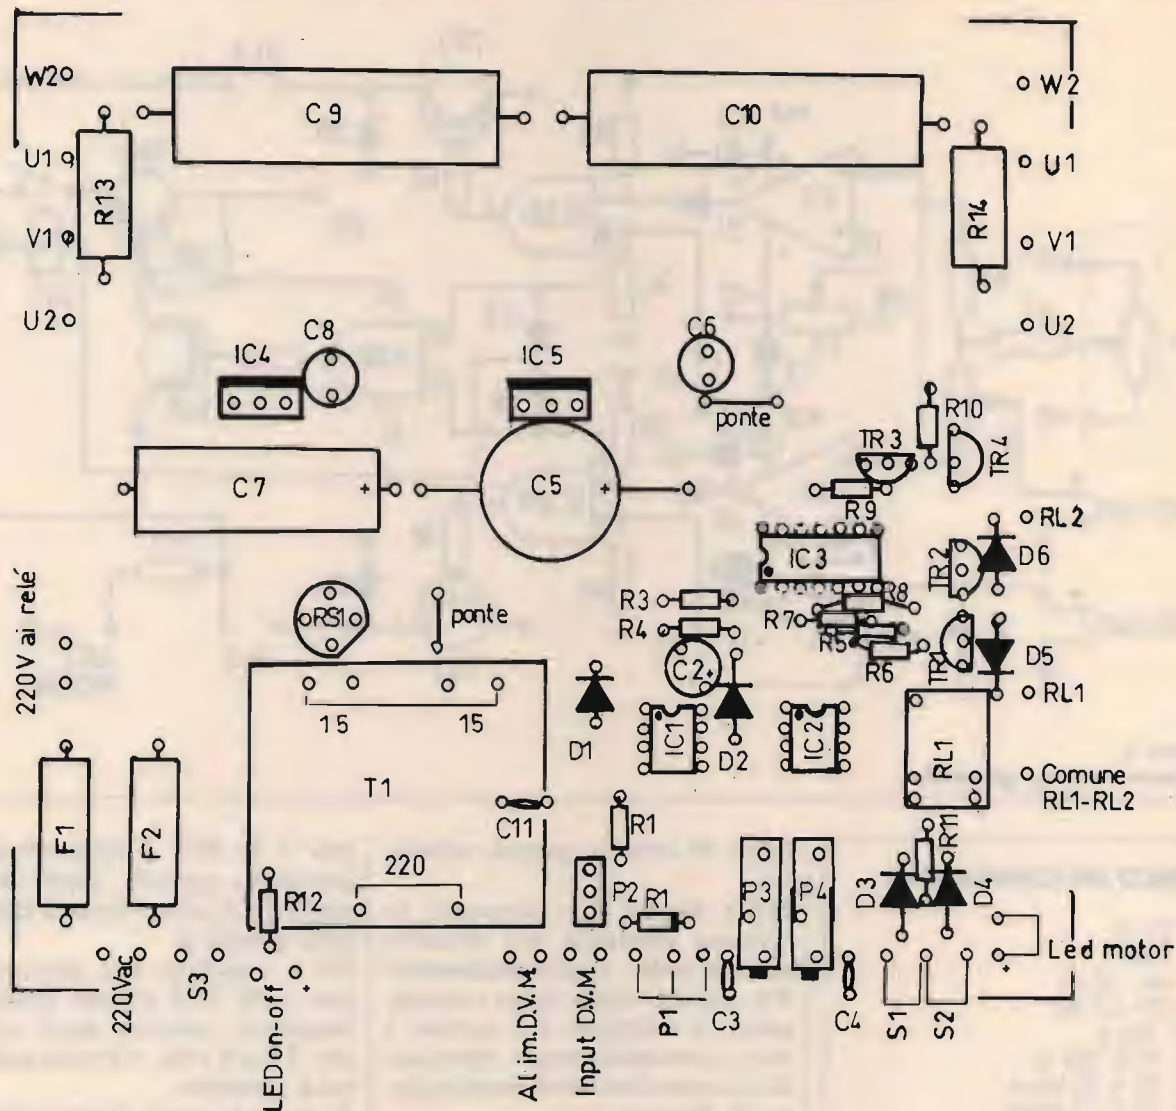 W2
C9
C10
W2
U1
R13
R14
U1
V1
V1
U2
U2
IC4
C8
IC5
C6
ponte
R10
TR3
TR4
C7
+
C5
+
R9
RL2
IC3
TR2
D6
220V ai relé
RS1
ponte
R3
R8
R4
R7
R5
R6
TR1
D5
C2
+
15
15
D1
IC1
D2
IC2
RL1
RL1
T1
C11
R1
Comune
RL1-RL2
F1
F2
220
R12
P2
R1
P3
P4
D3
R11
D4
Led motor
+
220Vac
S3
LED on-off
+
Alim.D.V.M.
Input D.V.M.
P1
C3
C4
S1
S2